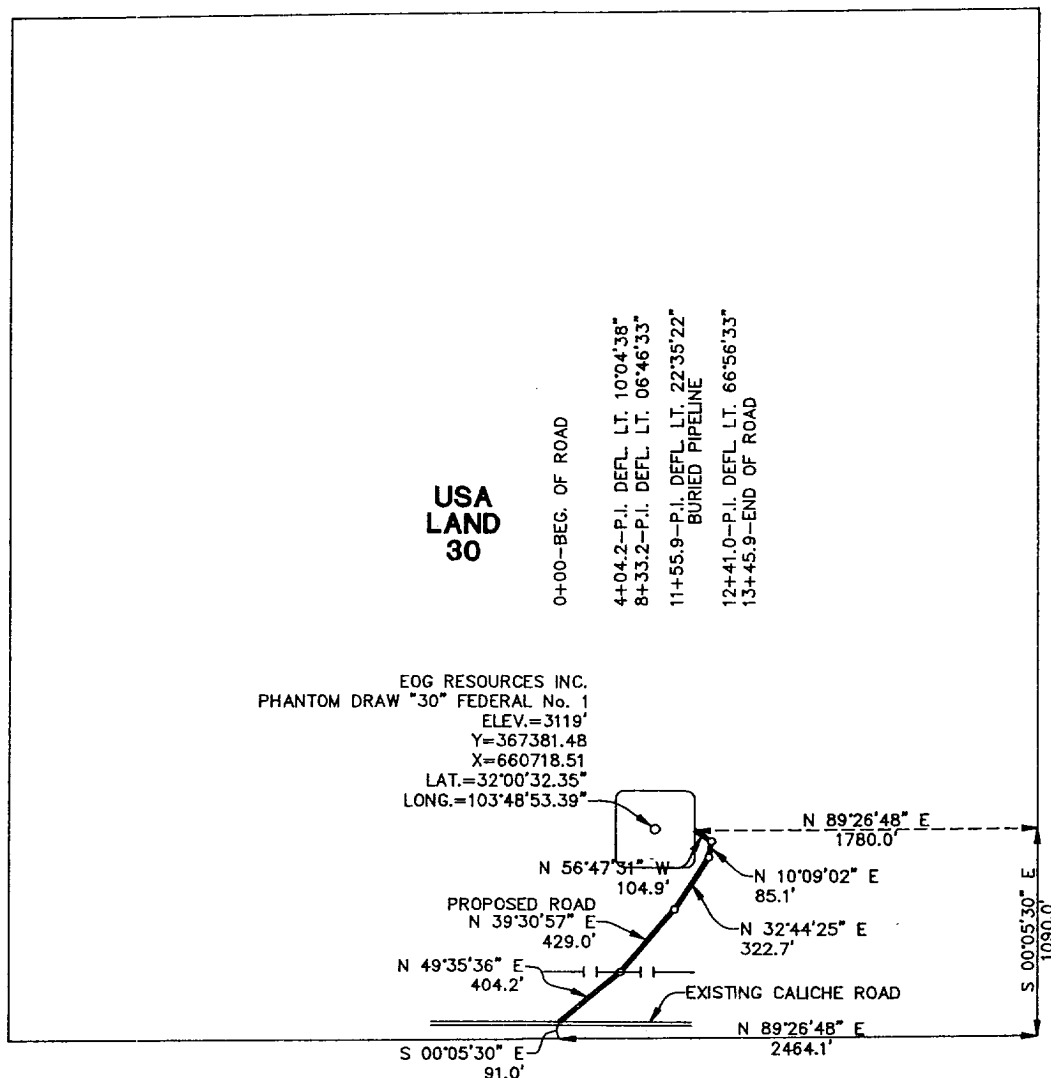 0+00-BEG. OF ROAD
4+04.2-P.I. DEFL. LT. 10°04'38"
8+33.2-P.I. DEFL. LT. 06°46'33"
11+55.9-P.I. DEFL. LT. 22°35'22"
BURIED PIPELINE
12+41.0-P.I. DEFL. LT. 66°56'33"
13+45.9-END OF ROAD
USA
LAND
30
EOG RESOURCES INC.
PHANTOM DRAW "30" FEDERAL No. 1
ELEV.=3119'
Y=367381.48
X=660718.51
LAT.=32°00'32.35"
LONG.=103°48'53.39"
N 89°26'48" E
1780.0'
N 56°47'31" W
104.9'
N 10°09'02" E
85.1'
PROPOSED ROAD
N 39°30'57" E
429.0'
N 32°44'25" E
322.7'
S 00°05'30" E
1090.0'
N 49°35'36" E
404.2'
EXISTING CALICHE ROAD
N 89°26'48" E
2464.1'
S 00°05'30" E
91.0'